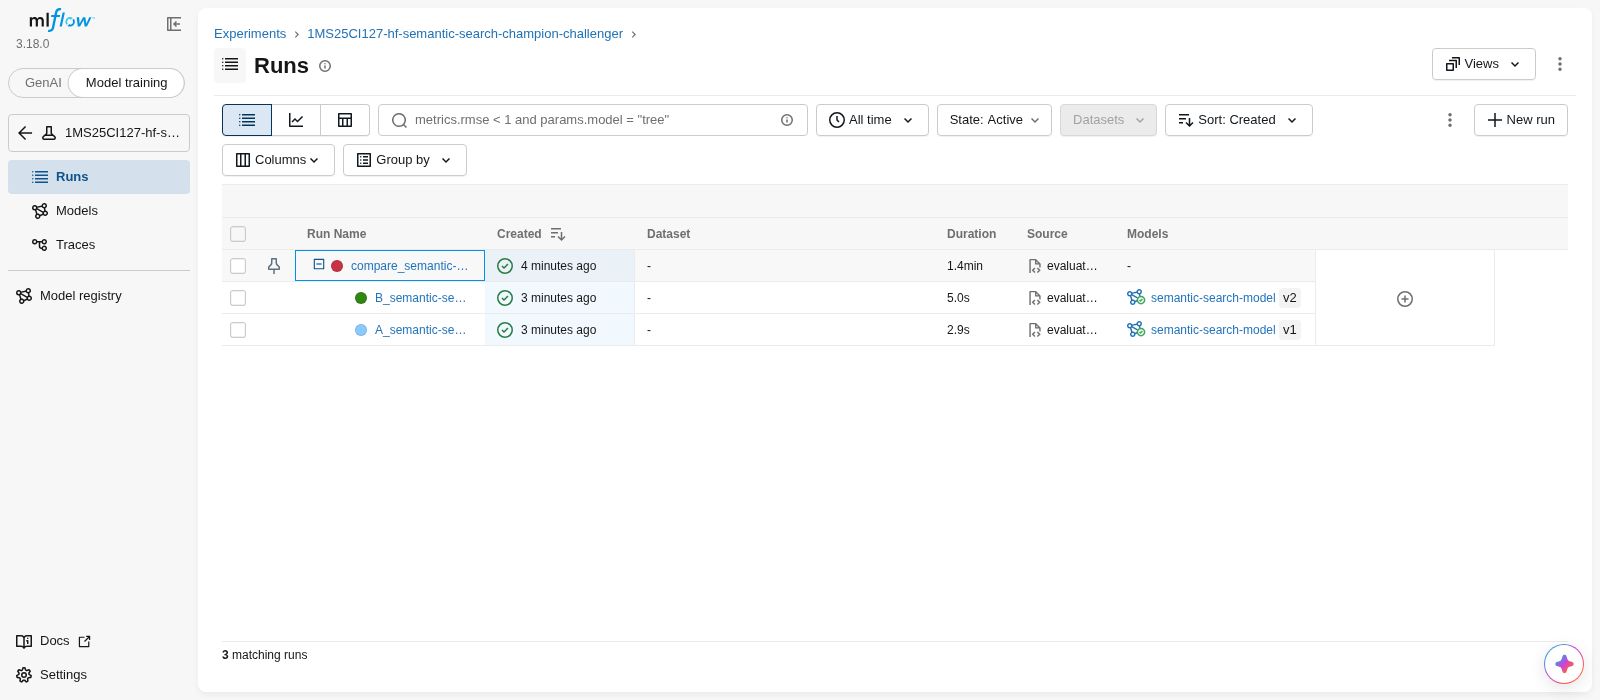 mlflow
3.18.0
GenAI
Model training
1MS25CI127-hf-s...
Runs
Models
Traces
Model registry
Docs
Settings
Experiments > 1MS25CI127-hf-semantic-search-champion-challenger >
Runs
Views
metrics.rmse < 1 and params.model = "tree"
All time
State: Active
Datasets
Sort: Created
New run
Columns
Group by
Run Name Created Dataset Duration Source Models
compare_semantic-... 4 minutes ago - 1.4min evaluat... -
B_semantic-se... 3 minutes ago - 5.0s evaluat... semantic-search-model v2
A_semantic-se... 3 minutes ago - 2.9s evaluat... semantic-search-model v1
3 matching runs